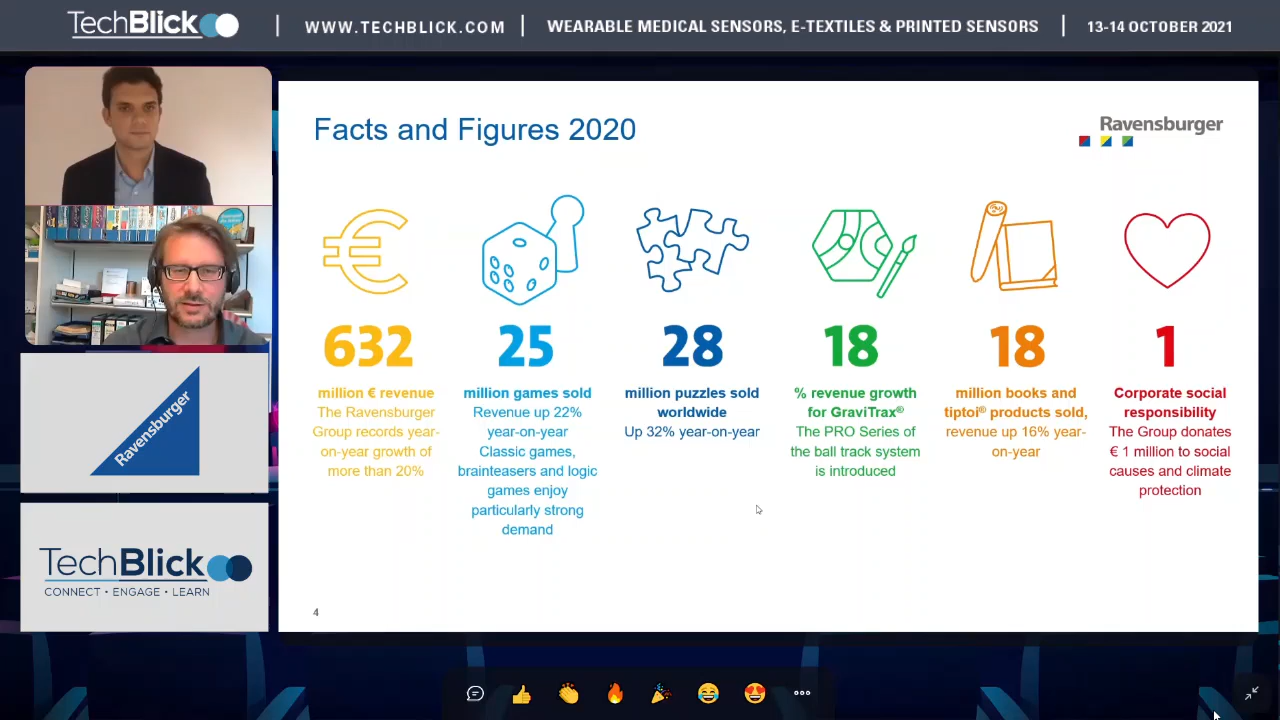 TechBlick
WWW.TECHBLICK.COM
WEARABLE MEDICAL SENSORS, E-TEXTILES & PRINTED SENSORS
13-14 OCTOBER 2021
Facts and Figures 2020
Ravensburger
632
million € revenue
The Ravensburger
Group records year-
on-year growth of
more than 20%
25
million games sold
Revenue up 22%
year-on-year
Classic games,
brainteasers and logic
games enjoy
particularly strong
demand
28
million puzzles sold
worldwide
Up 32% year-on-year
18
% revenue growth
for GraviTrax®
The PRO Series of
the ball track system
is introduced
18
million books and
tiptoi® products sold,
revenue up 16% year-
on-year
1
Corporate social
responsibility
The Group donates
€ 1 million to social
causes and climate
protection
4
Ravensburger
TechBlick
CONNECT • ENGAGE • LEARN